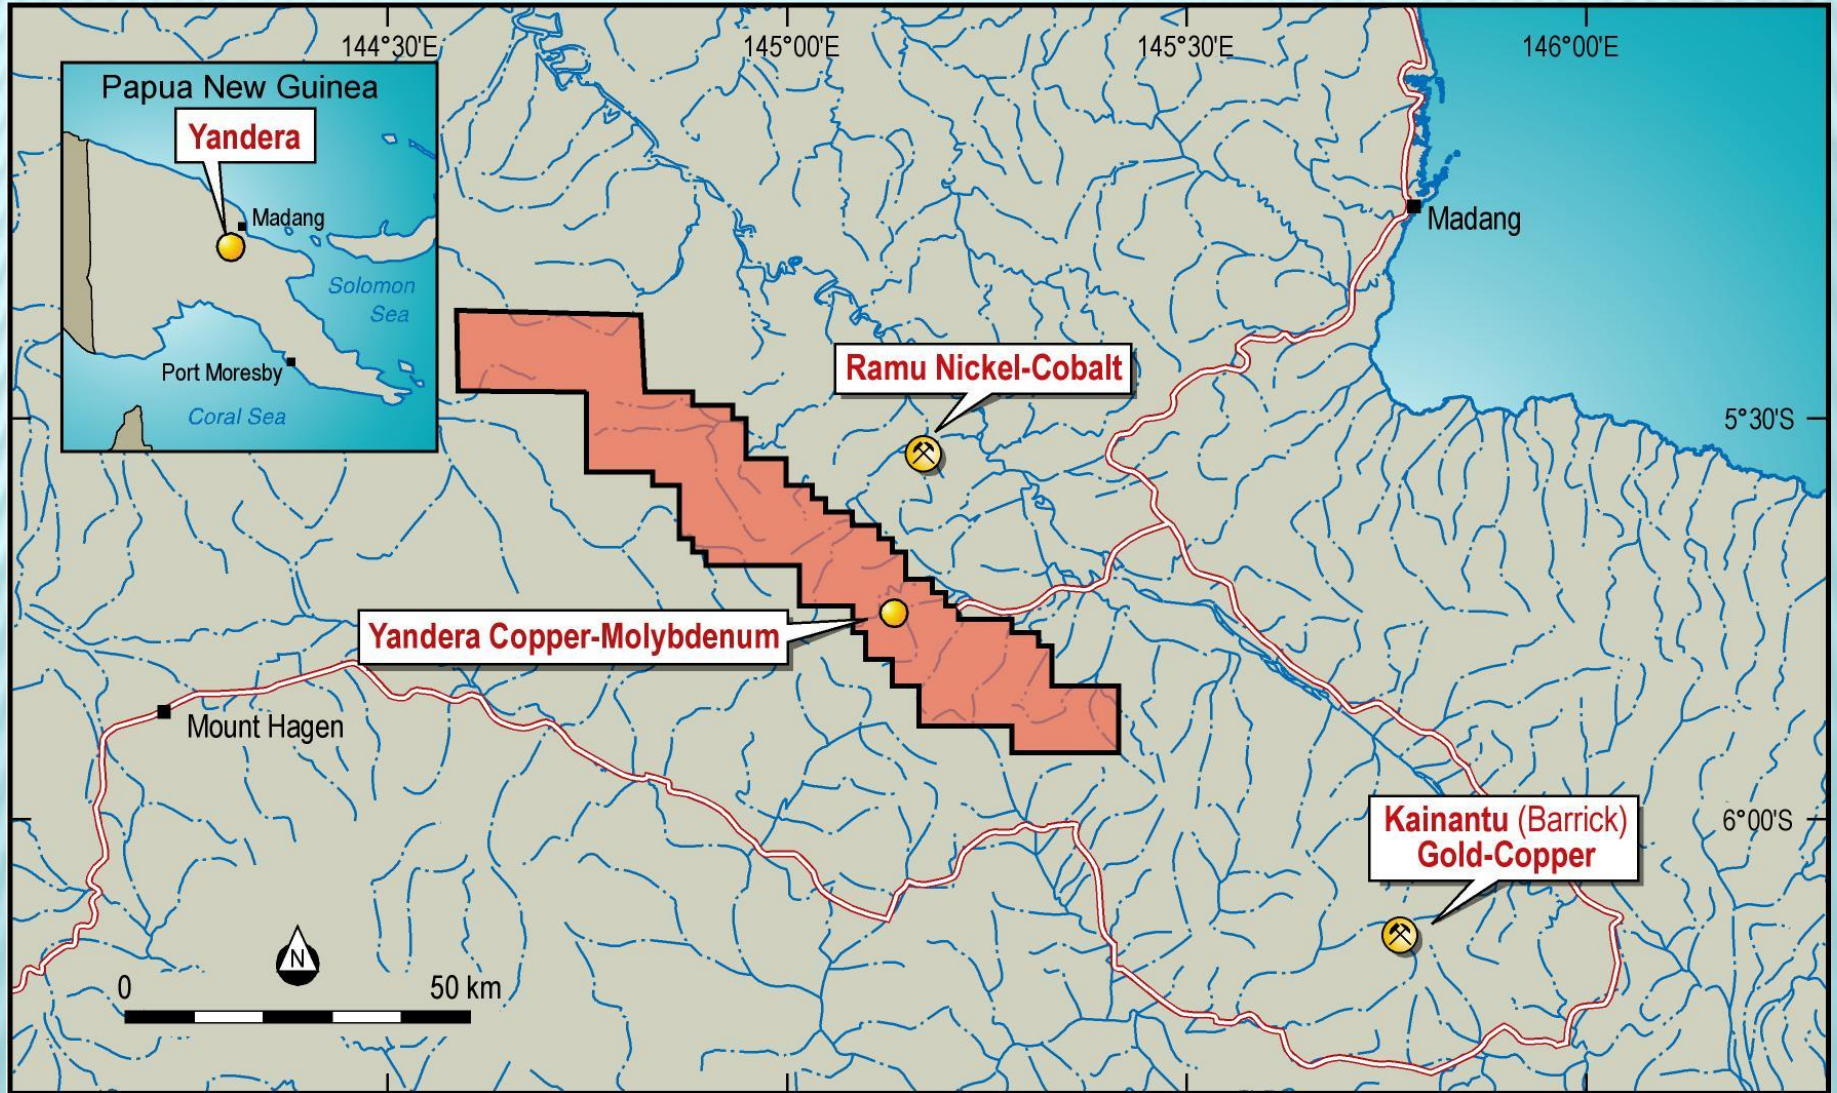 144°30'E
145°00'E
145°30'E
146°00'E
Papua New Guinea
Yandera
Madang
Solomon
Sea
Port Moresby
Coral Sea
Madang
Ramu Nickel-Cobalt
5°30'S
Yandera Copper-Molybdenum
Mount Hagen
Kainantu (Barrick)
Gold-Copper
6°00'S
N
0
50 km